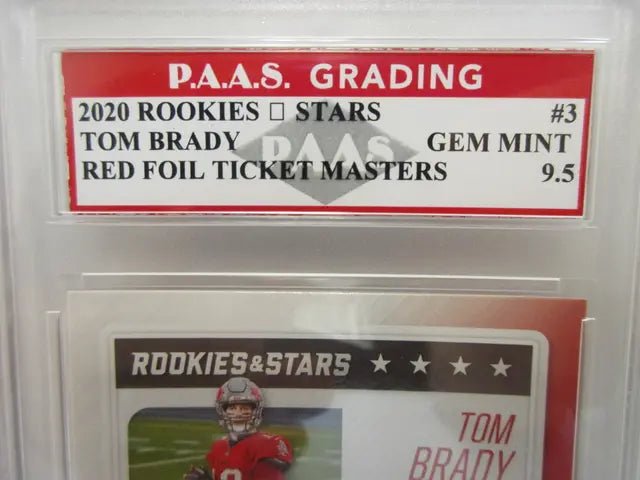 P.A.A.S. GRADING
2020 ROOKIES □ STARS #3
TOM BRADY GEM MINT
RED FOIL TICKET MASTERS 9.5
PAAS
ROOKIES&STARS ★ ★ ★ ★
TOM
BRADY